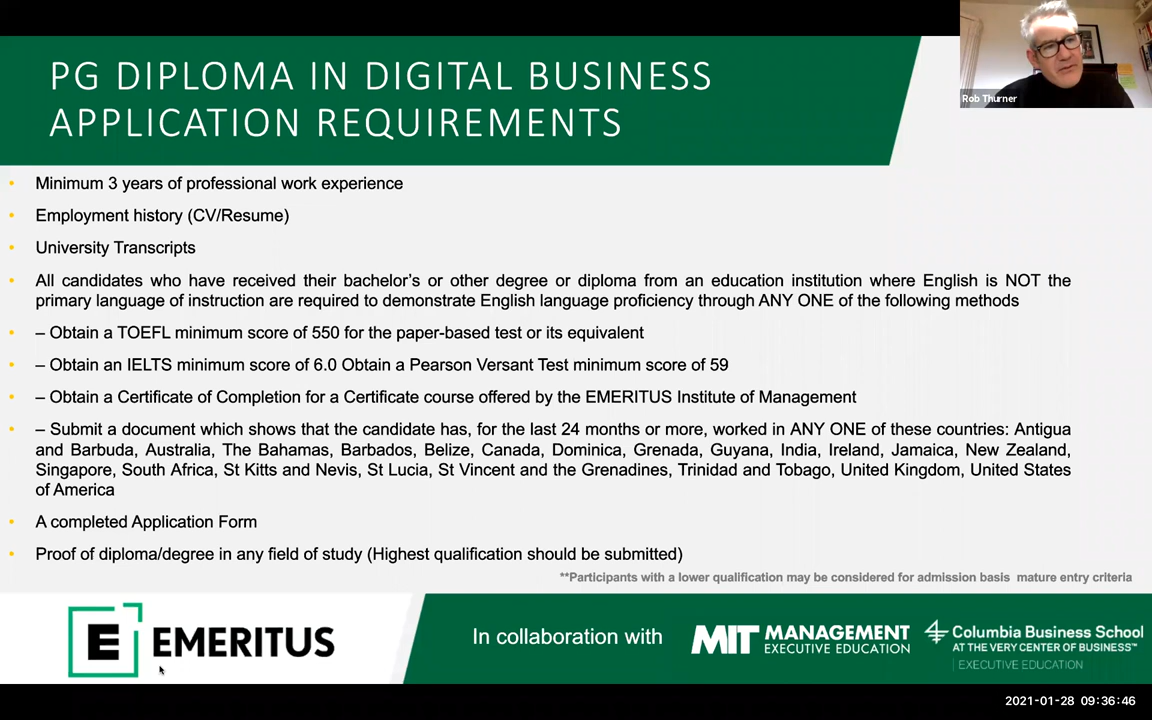 PG DIPLOMA IN DIGITAL BUSINESS
APPLICATION REQUIREMENTS
Rob Thurner
• Minimum 3 years of professional work experience
• Employment history (CV/Resume)
• University Transcripts
• All candidates who have received their bachelor's or other degree or diploma from an education institution where English is NOT the
primary language of instruction are required to demonstrate English language proficiency through ANY ONE of the following methods
• – Obtain a TOEFL minimum score of 550 for the paper-based test or its equivalent
• – Obtain an IELTS minimum score of 6.0 Obtain a Pearson Versant Test minimum score of 59
• – Obtain a Certificate of Completion for a Certificate course offered by the EMERITUS Institute of Management
• – Submit a document which shows that the candidate has, for the last 24 months or more, worked in ANY ONE of these countries: Antigua
and Barbuda, Australia, The Bahamas, Barbados, Belize, Canada, Dominica, Grenada, Guyana, India, Ireland, Jamaica, New Zealand,
Singapore, South Africa, St Kitts and Nevis, St Lucia, St Vincent and the Grenadines, Trinidad and Tobago, United Kingdom, United States
of America
• A completed Application Form
• Proof of diploma/degree in any field of study (Highest qualification should be submitted)
**Participants with a lower qualification may be considered for admission basis mature entry criteria
E EMERITUS
In collaboration with
MIT MANAGEMENT
EXECUTIVE EDUCATION
Columbia Business School
AT THE VERY CENTER OF BUSINESS™
EXECUTIVE EDUCATION
2021-01-28 09:36:46